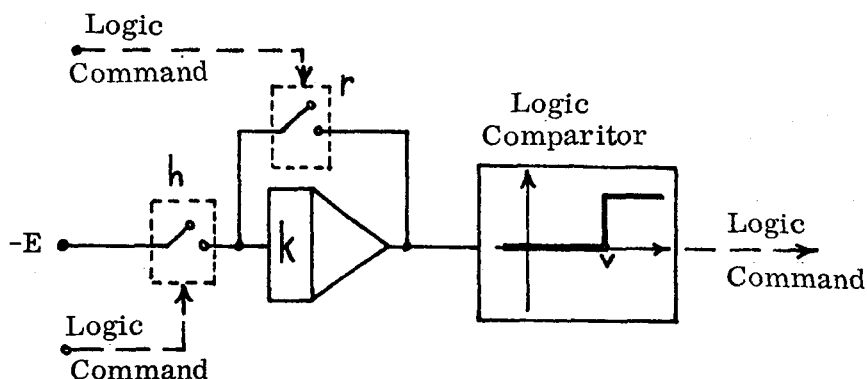 Logic
Command
r
Logic
Comparitor
h
-E
k
v
Logic
Command
Logic
Command